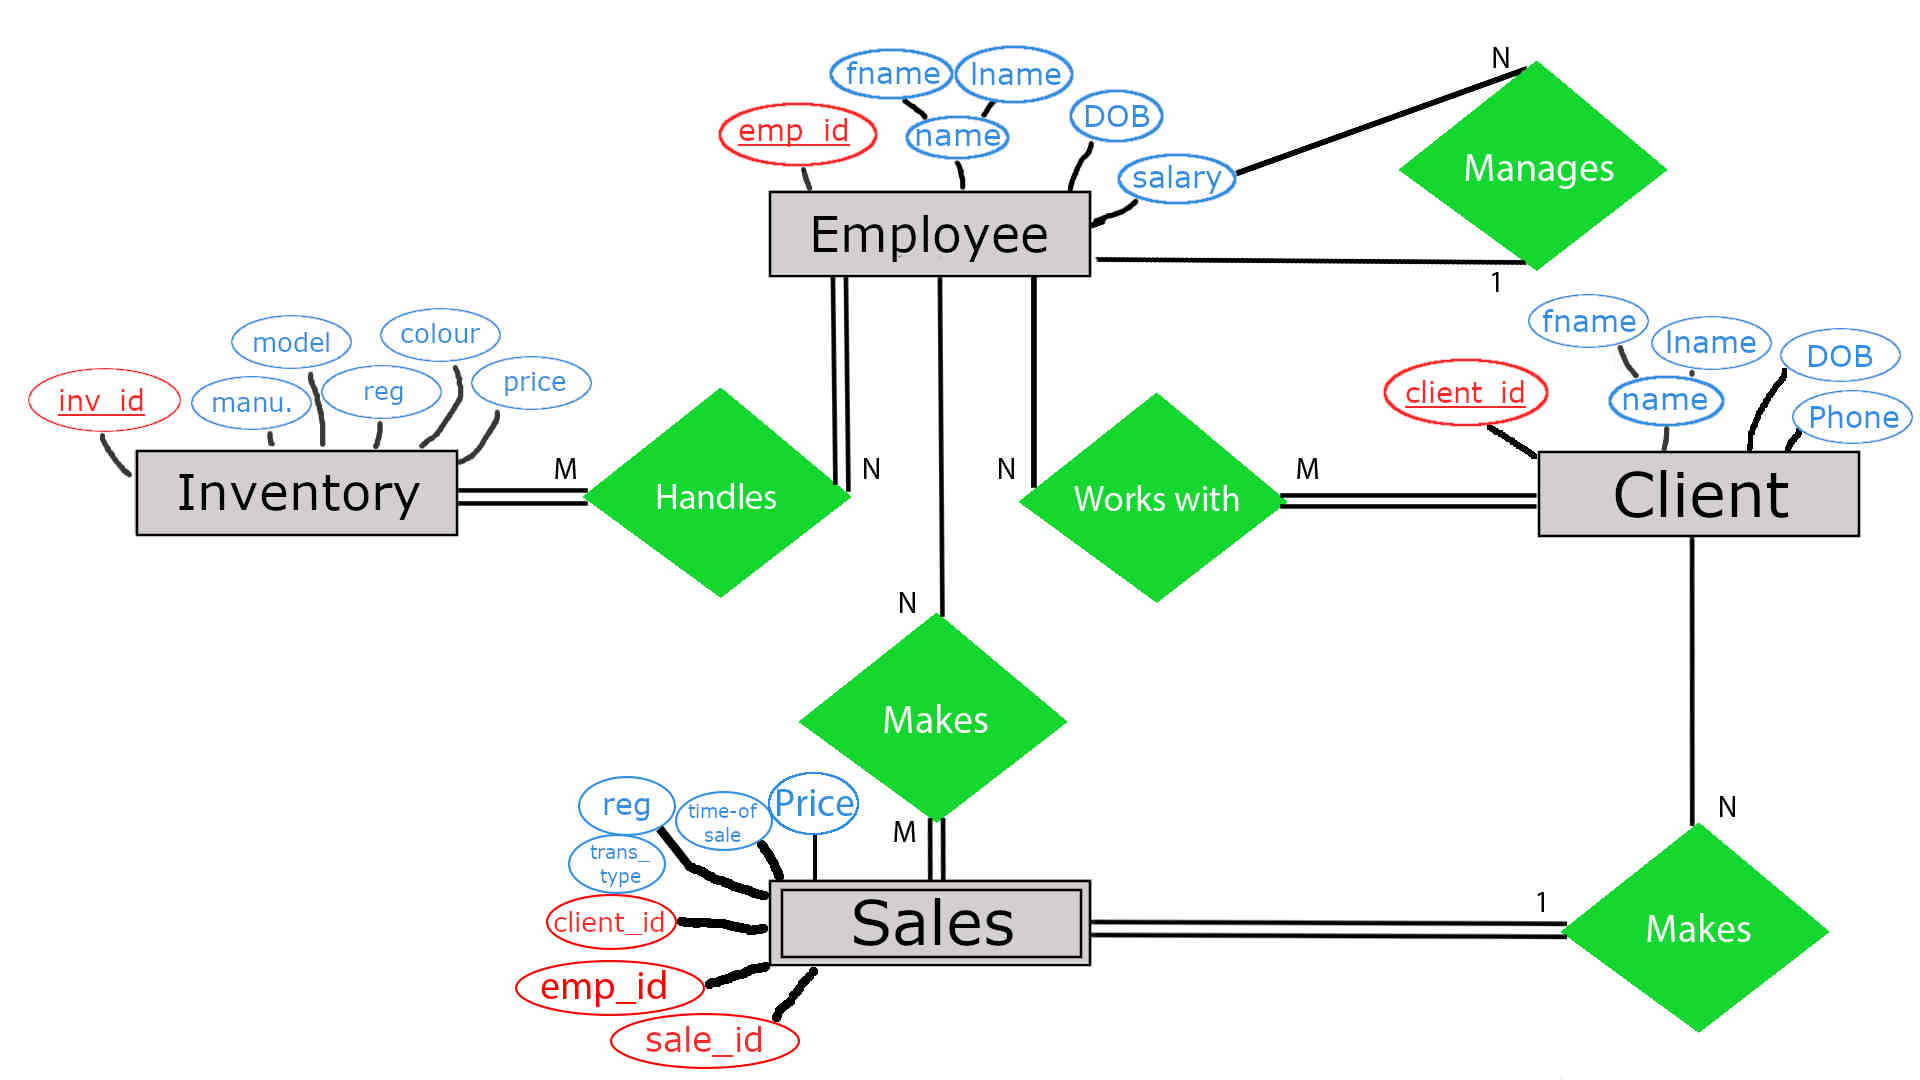 N
fname
lname
DOB
emp_id
name
salary
Manages
Employee
1
fname
lname
DOB
model
colour
price
reg
inv_id
manu.
client_id
name
Phone
Inventory
M
Handles
N
N
Works with
M
Client
N
Makes
M
N
reg
time-of
sale
Price
trans_
type
client_id
emp_id
sale_id
Sales
1
Makes